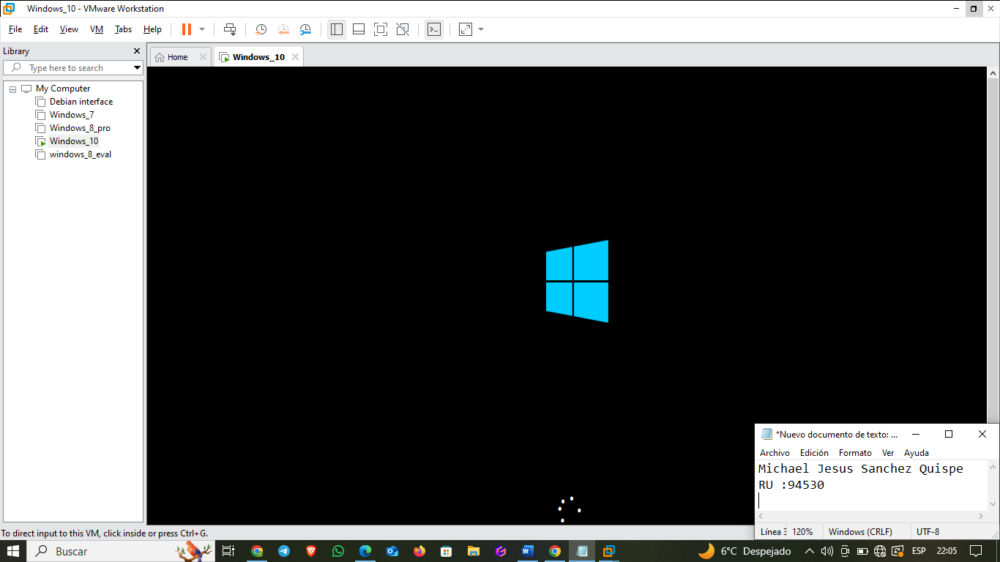 Windows_10 - VMware Workstation
File Edit View VM Tabs Help
Library
Type here to search
My Computer
Debian interface
Windows_7
Windows_8_pro
Windows_10
windows_8_eval
Home
Windows_10
*Nuevo documento de texto: ...
Archivo Edición Formato Ver Ayuda
Michael Jesus Sanchez Quispe
RU :94530
Línea 3 120% Windows (CRLF) UTF-8
To direct input to this VM, click inside or press Ctrl+G.
Buscar
6°C Despejado
ESP
22:05